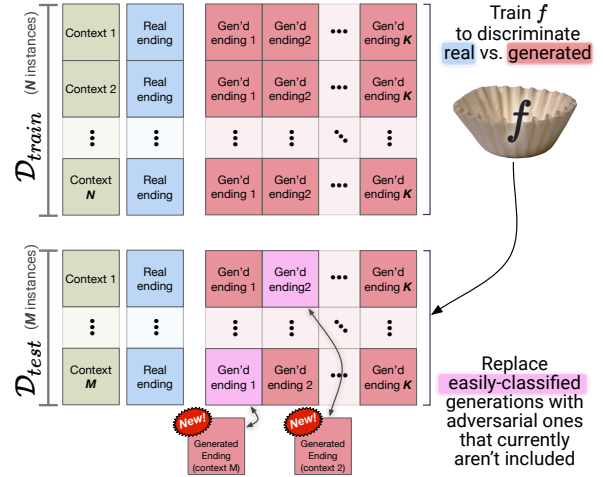 𝒟train (N instances)
Context 1
Real
ending
Gen'd
ending 1
Gen'd
ending2
•••
Gen'd
ending K
Context 2
Real
ending
Gen'd
ending 1
Gen'd
ending2
Gen'd
ending K
Context
N
Real
ending
Gen'd
ending 1
Gen'd
ending2
•••
Gen'd
ending K
Train f
to discriminate
real vs. generated
f
𝒟test (M instances)
Context 1
Real
ending
Gen'd
ending 1
Gen'd
ending2
•••
Gen'd
ending K
Context
M
Real
ending
Gen'd
ending 1
Gen'd
ending 2
•••
Gen'd
ending K
New!
Generated
Ending
(context M)
New!
Generated
Ending
(context 2)
Replace
easily-classified
generations with
adversarial ones
that currently
aren't included